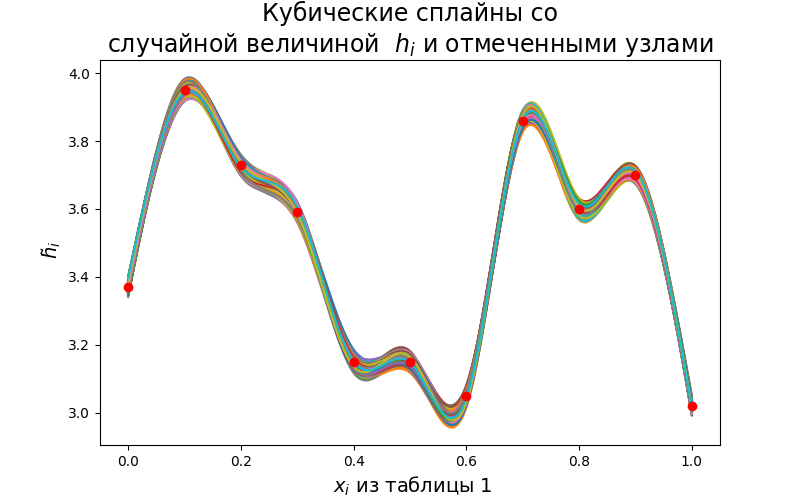 Кубические сплайны со
случайной величиной h_i и отмеченными узлами
4.0
3.8
3.6
3.4
3.2
3.0
h̃_i
0.0 0.2 0.4 0.6 0.8 1.0
x_i из таблицы 1